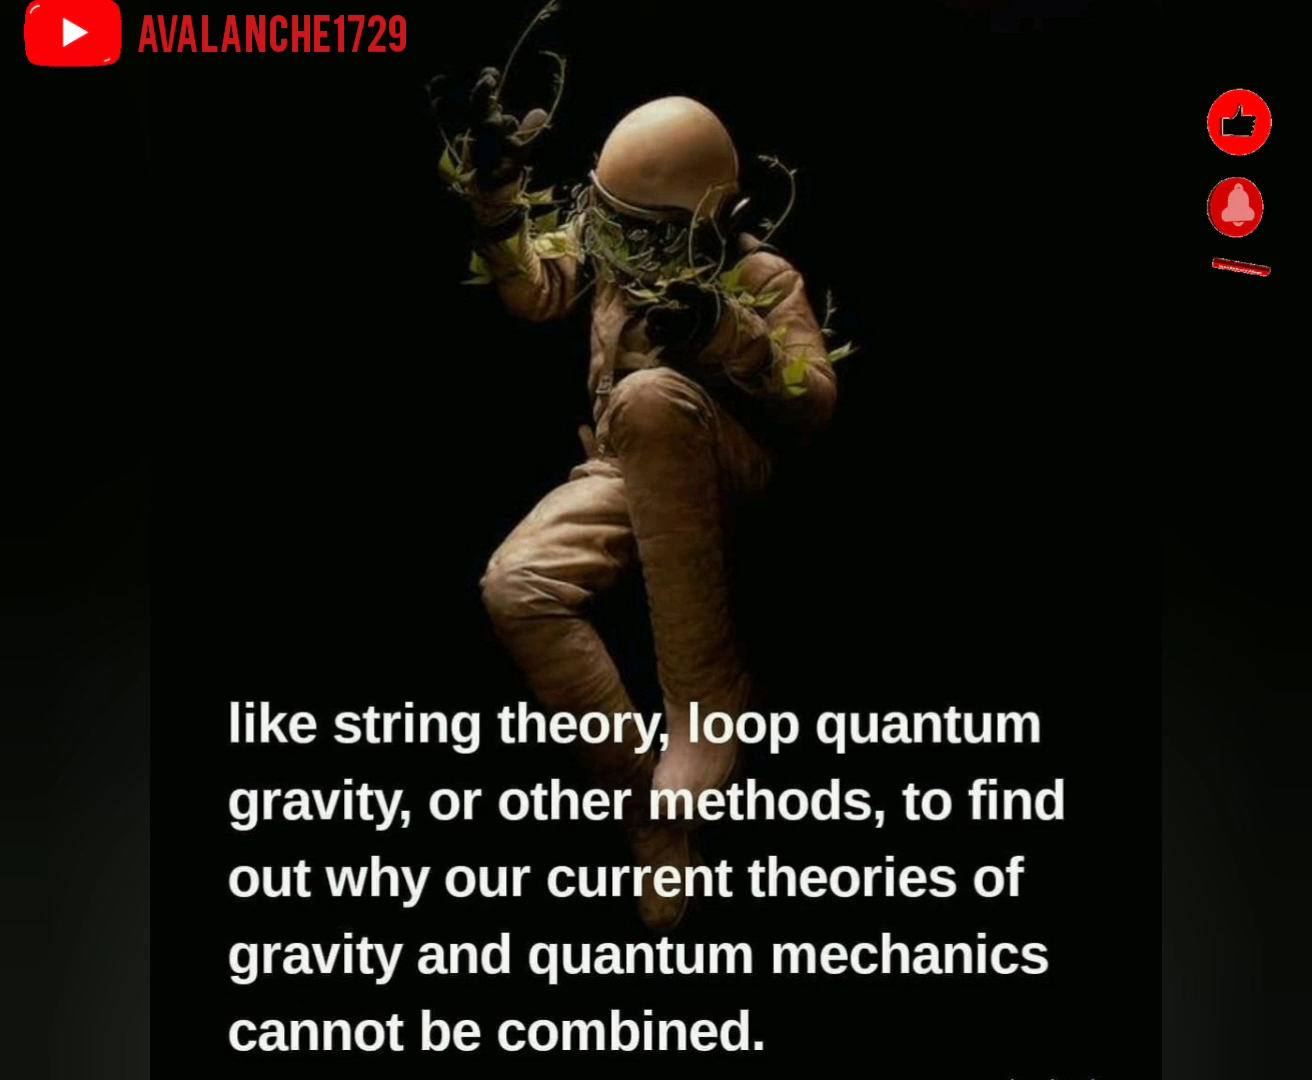 AVALANCHE1729
like string theory, loop quantum
gravity, or other methods, to find
out why our current theories of
gravity and quantum mechanics
cannot be combined.